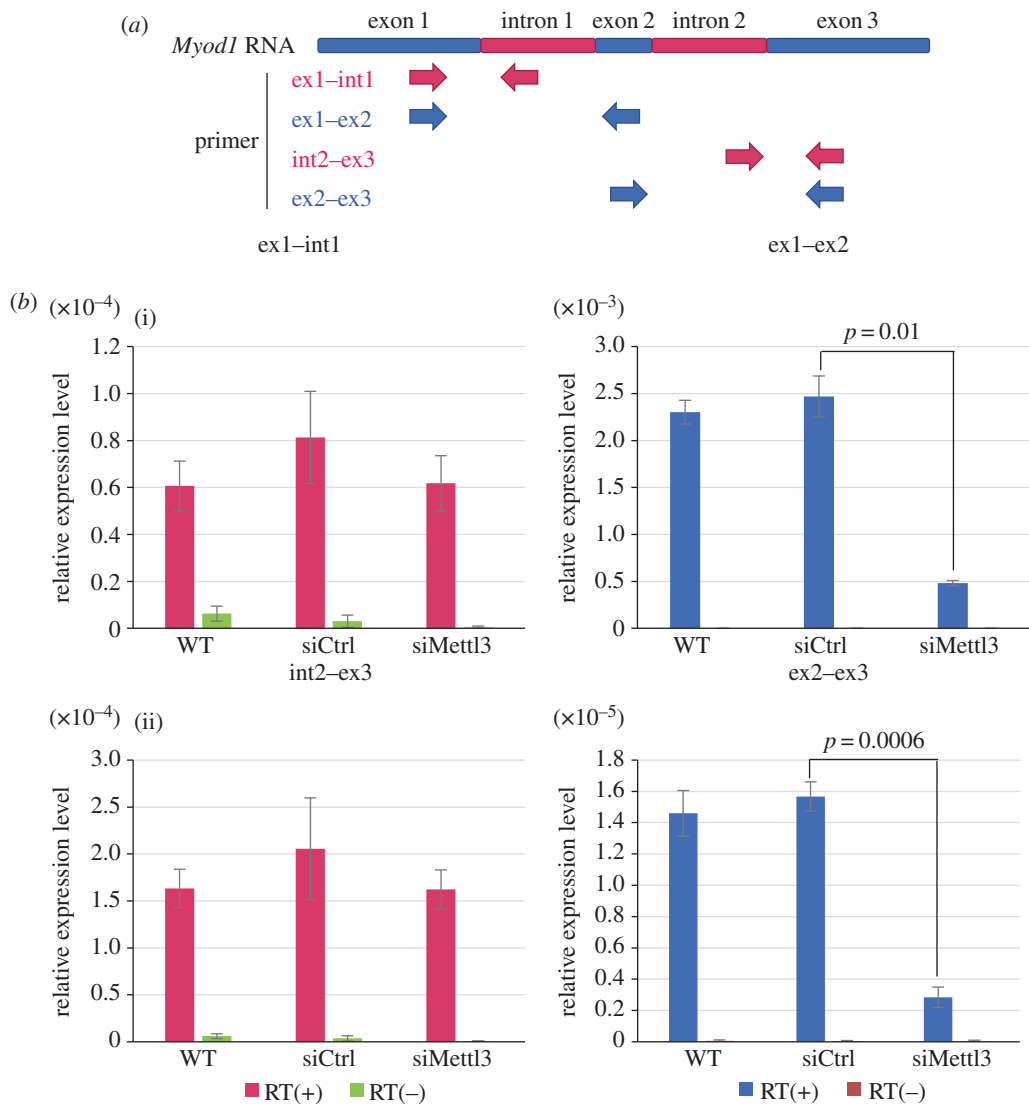 (a)
exon 1 intron 1 exon 2 intron 2 exon 3
Myod1 RNA
primer
ex1–int1
ex1–ex2
int2–ex3
ex2–ex3
ex1–int1
ex1–ex2
(b) (×10⁻⁴) (i)
relative expression level
1.2
1.0
0.8
0.6
0.4
0.2
0
WT siCtrl siMettl3
(×10⁻³)
p = 0.01
relative expression level
3.0
2.5
2.0
1.5
1.0
0.5
0
WT siCtrl siMettl3
int2–ex3
ex2–ex3
(×10⁻⁴) (ii)
relative expression level
3.0
2.5
2.0
1.5
1.0
0.5
0
WT siCtrl siMettl3
RT(+) RT(–)
(×10⁻⁵)
p = 0.0006
relative expression level
1.8
1.6
1.4
1.2
1.0
0.8
0.6
0.4
0.2
0
WT siCtrl siMettl3
RT(+) RT(–)